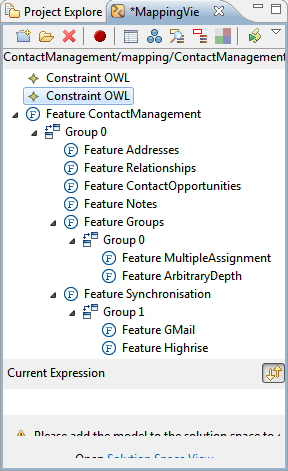 Project Explore
*MappingVie
ContactManagement/mapping/ContactManagement
Constraint OWL
Constraint OWL
Feature ContactManagement
Group 0
Feature Addresses
Feature Relationships
Feature ContactOpportunities
Feature Notes
Feature Groups
Group 0
Feature MultipleAssignment
Feature ArbitraryDepth
Feature Synchronisation
Group 1
Feature GMail
Feature Highrise
Current Expression
Please add the model to the solution space to
Open Solution Space View